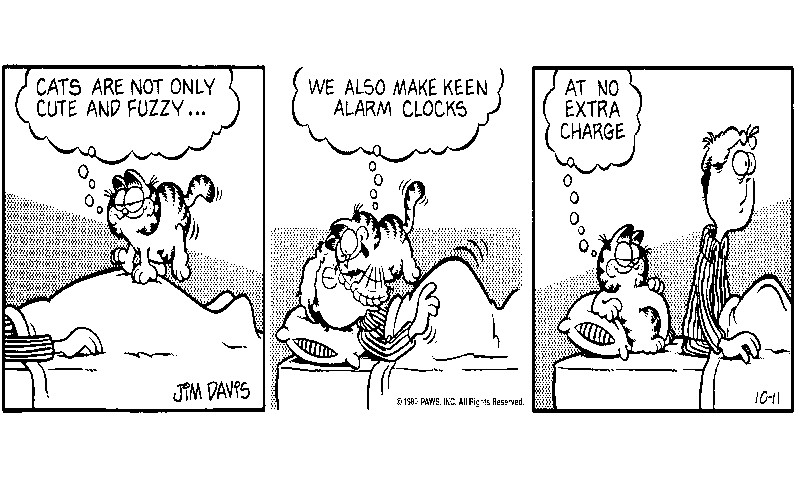 CATS ARE NOT ONLY
CUTE AND FUZZY...
JIM DAVIS
WE ALSO MAKE KEEN
ALARM CLOCKS
PAWS, INC. All Rights Reserved.
AT NO
EXTRA
CHARGE
10-11